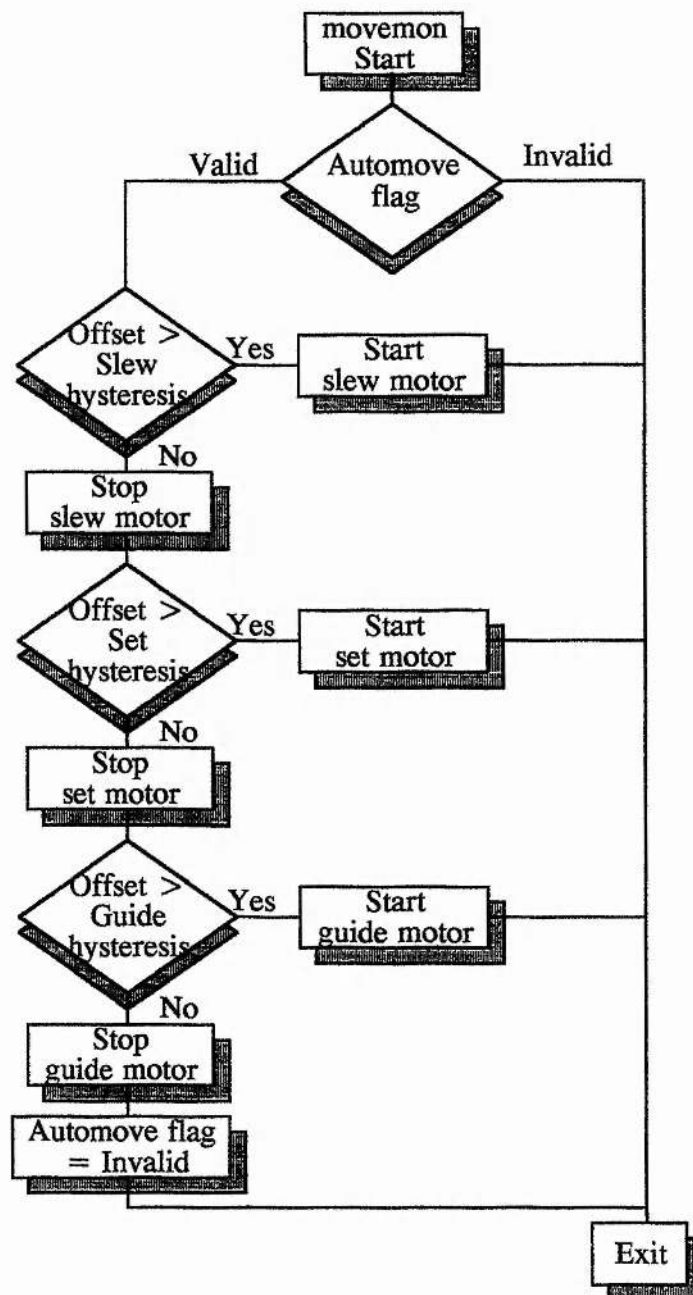 movemon
Start
Automove
flag
Valid
Invalid
Offset >
Slew
hysteresis
Yes
Start
slew motor
No
Stop
slew motor
Offset >
Set
hysteresis
Yes
Start
set motor
No
Stop
set motor
Offset >
Guide
hysteresis
Yes
Start
guide motor
No
Stop
guide motor
Automove flag
= Invalid
Exit